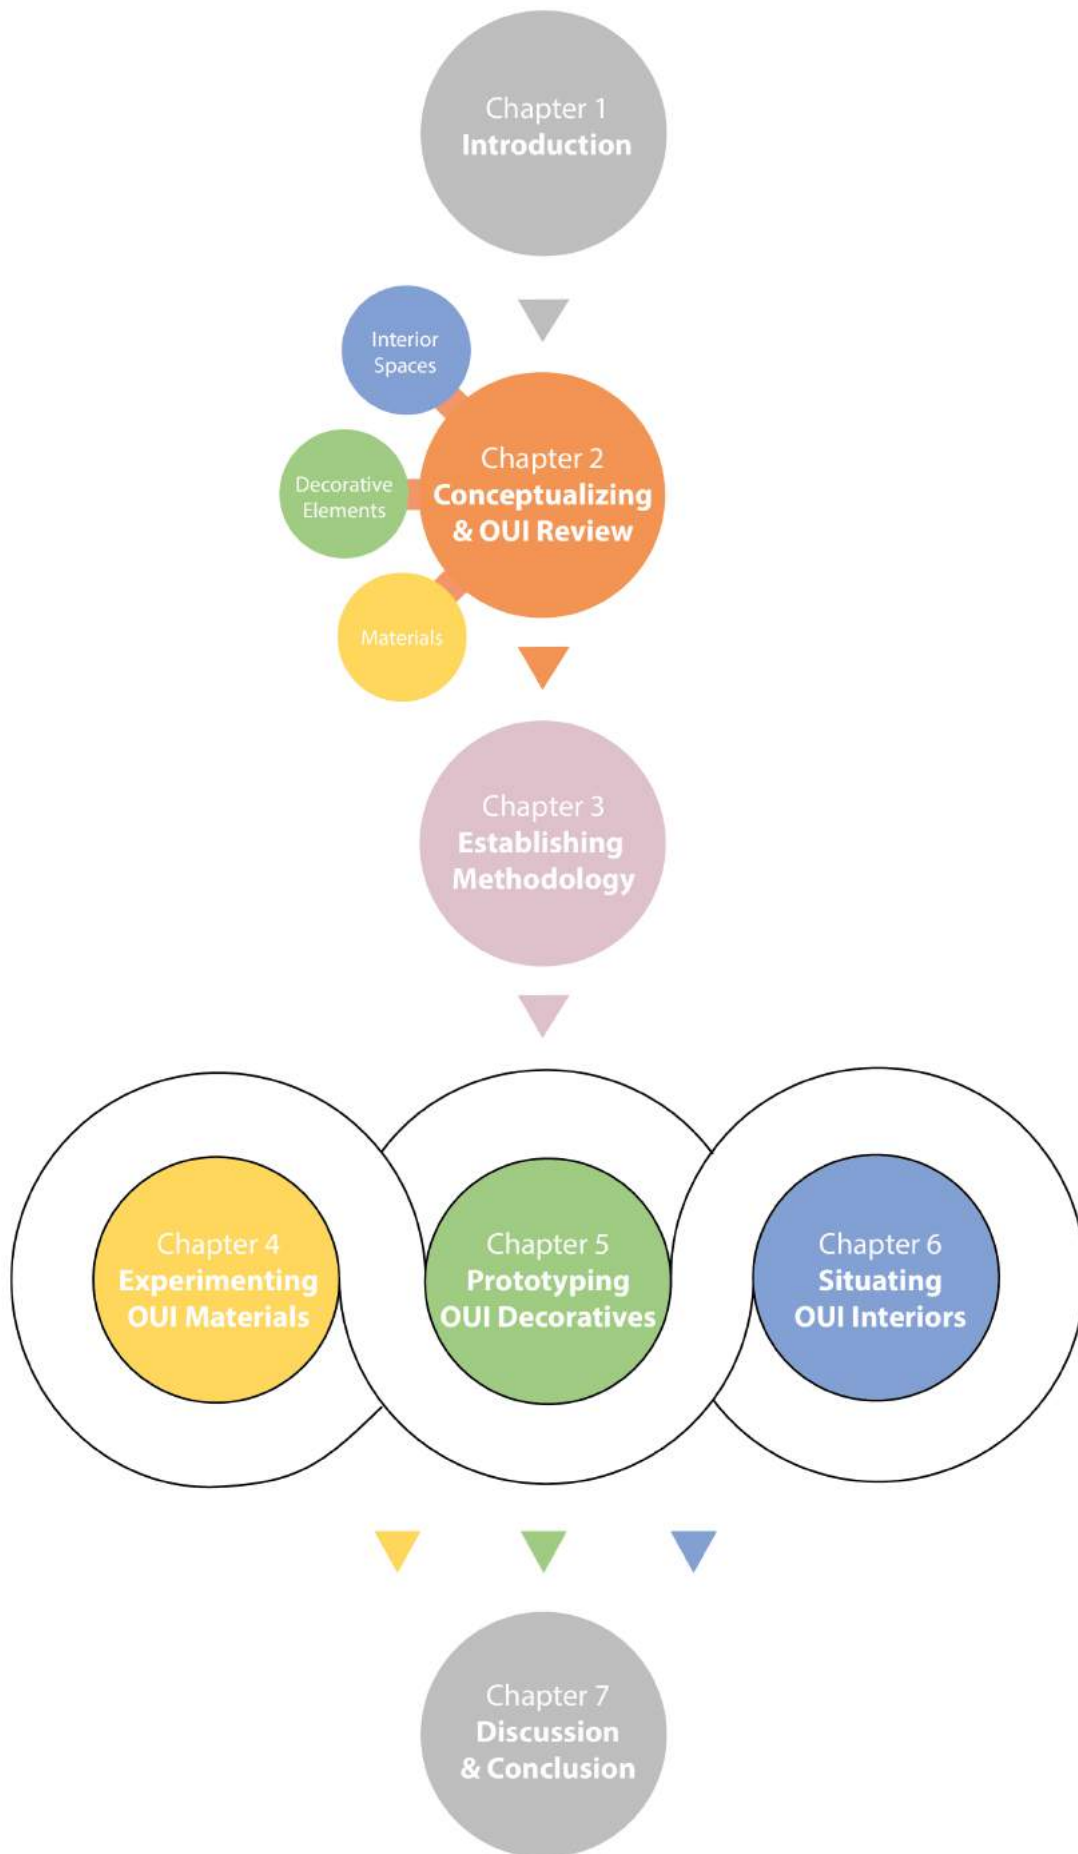 Chapter 1
Introduction
Interior
Spaces
Decorative
Elements
Materials
Chapter 2
Conceptualizing
& OUI Review
Chapter 3
Establishing
Methodology
Chapter 4
Experimenting
OUI Materials
Chapter 5
Prototyping
OUI Decoratives
Chapter 6
Situating
OUI Interiors
Chapter 7
Discussion
& Conclusion